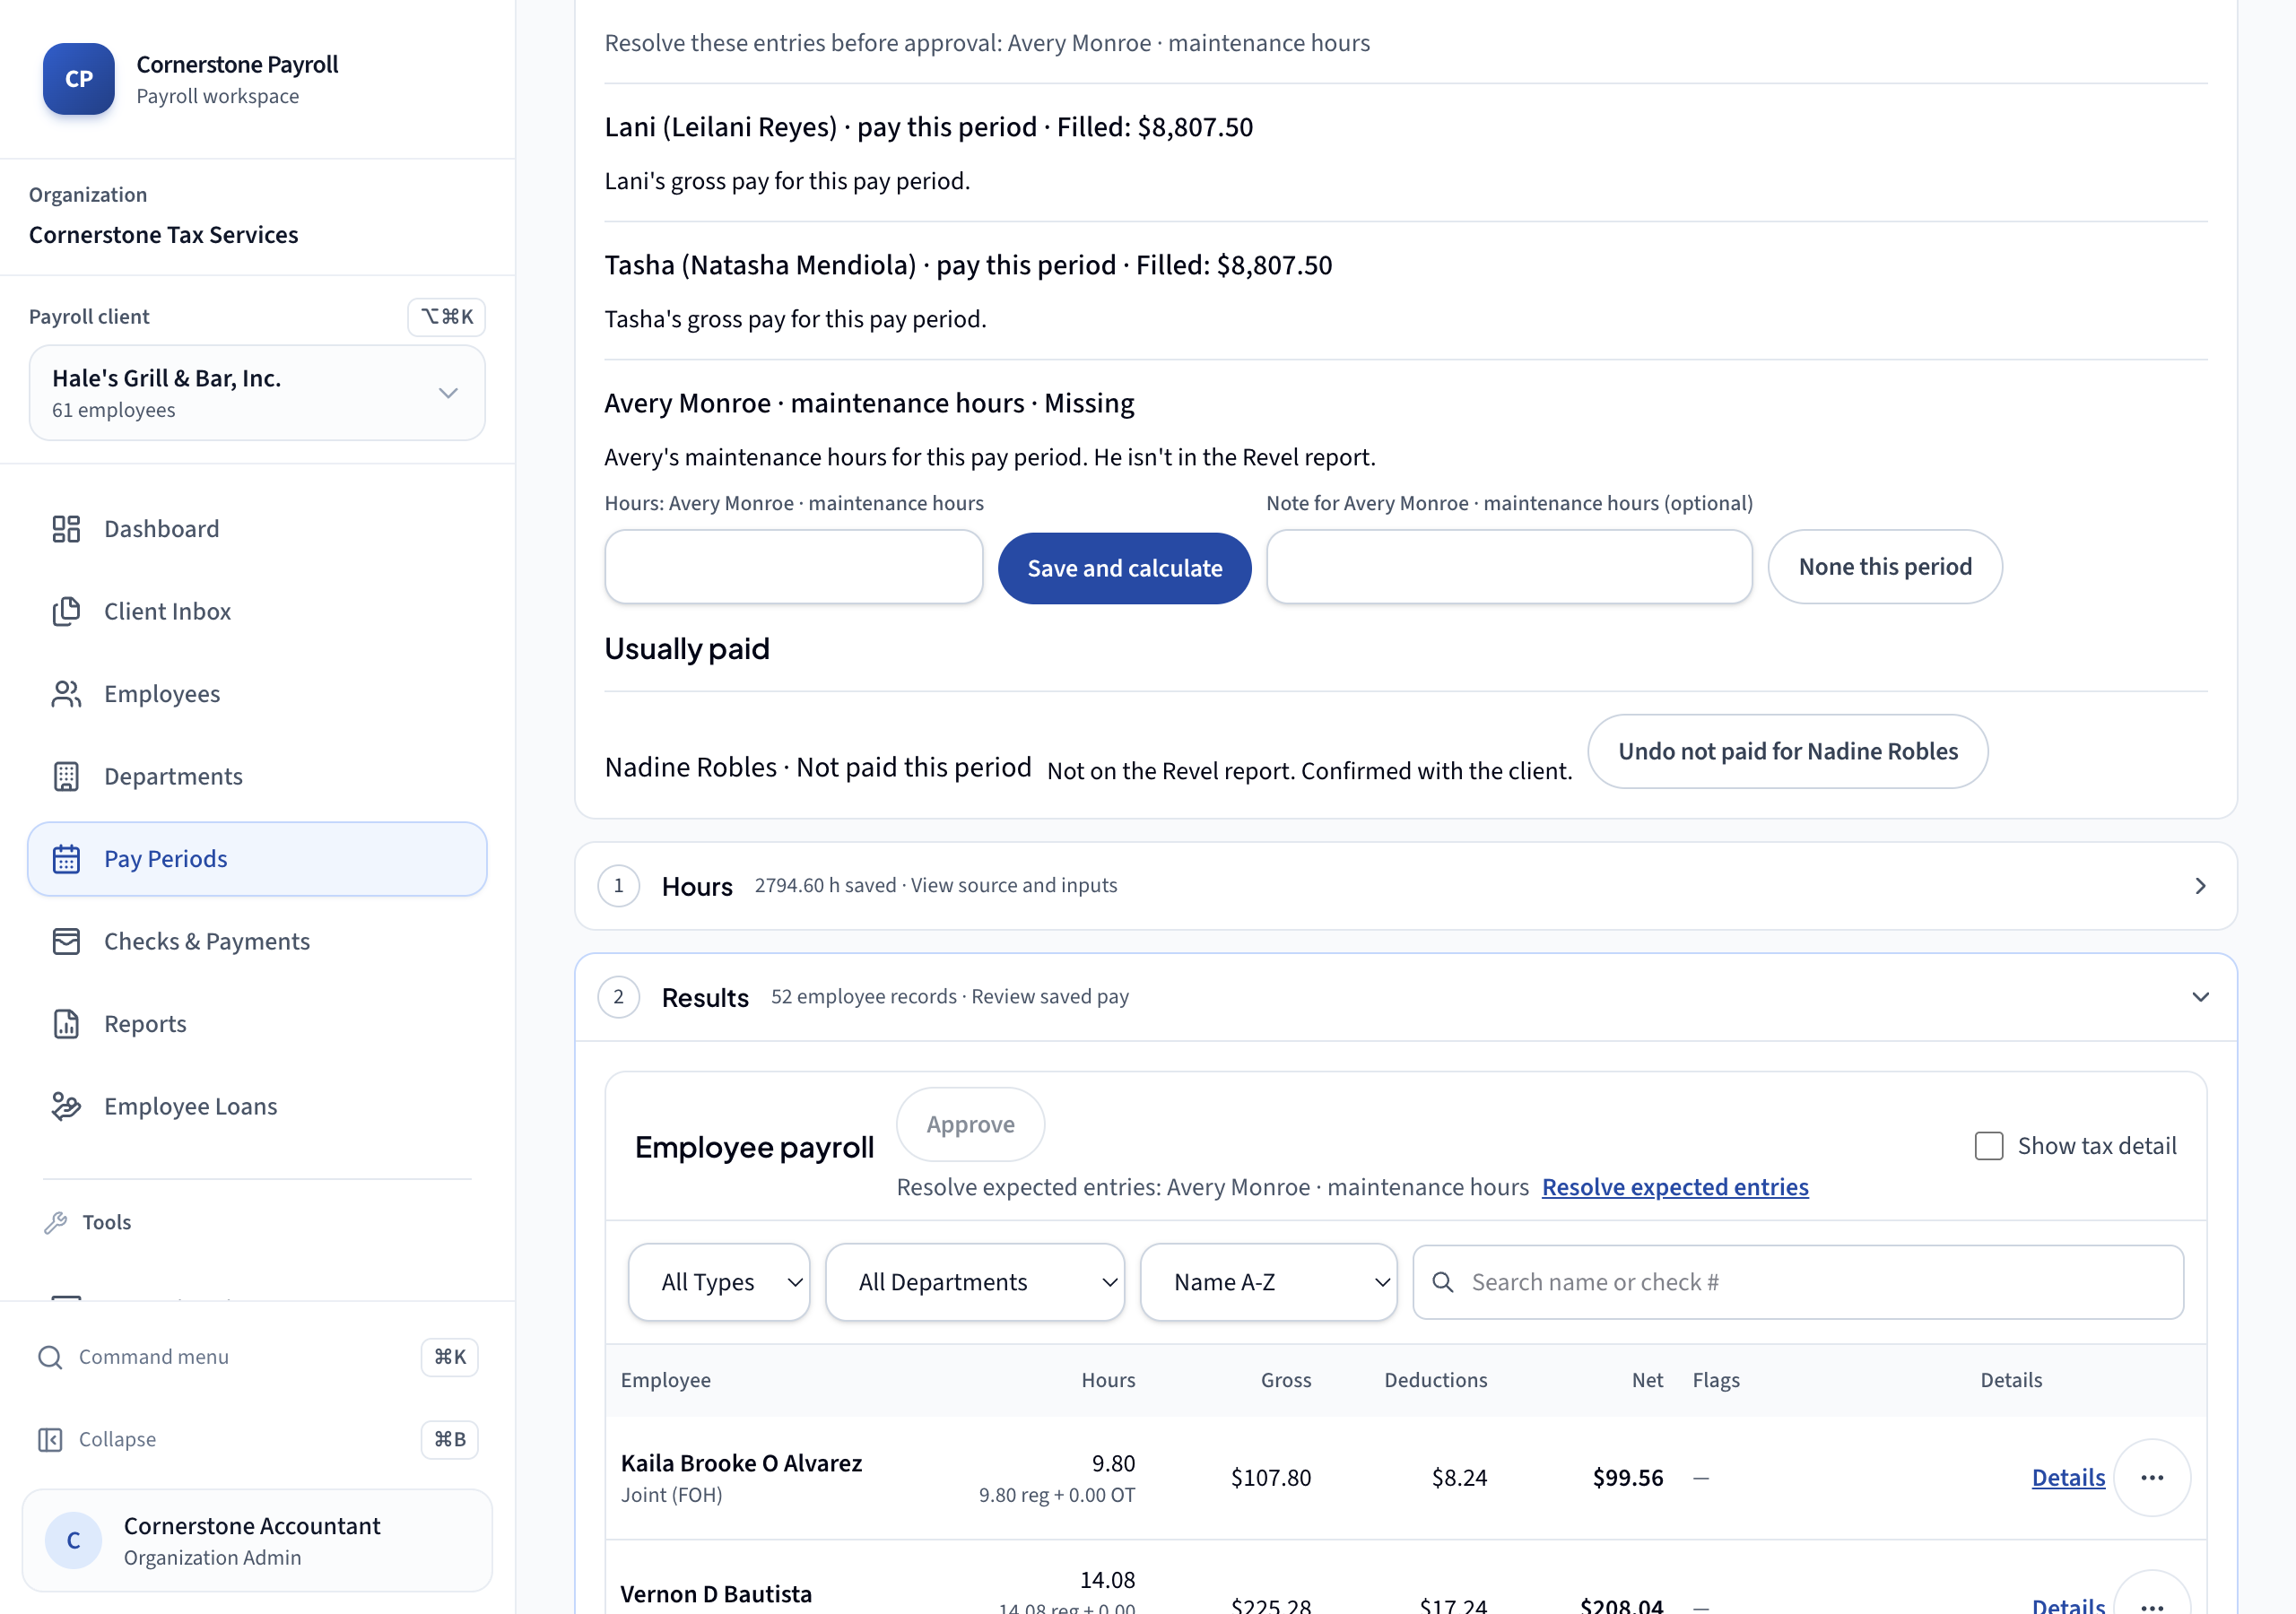 CP
Cornerstone Payroll
Payroll workspace
Organization
Cornerstone Tax Services
Payroll client
⌥⌘K
Hale's Grill & Bar, Inc.
61 employees
Dashboard
Client Inbox
Employees
Departments
Pay Periods
Checks & Payments
Reports
Employee Loans
Tools
Command menu
⌘K
Collapse
⌘B
C
Cornerstone Accountant
Organization Admin
Resolve these entries before approval: Avery Monroe · maintenance hours
Lani (Leilani Reyes) · pay this period · Filled: $8,807.50
Lani's gross pay for this pay period.
Tasha (Natasha Mendiola) · pay this period · Filled: $8,807.50
Tasha's gross pay for this pay period.
Avery Monroe · maintenance hours · Missing
Avery's maintenance hours for this pay period. He isn't in the Revel report.
Hours: Avery Monroe · maintenance hours
Note for Avery Monroe · maintenance hours (optional)
Save and calculate
None this period
Usually paid
Nadine Robles · Not paid this period Not on the Revel report. Confirmed with the client. Undo not paid for Nadine Robles
1 Hours 2794.60 h saved · View source and inputs
2 Results 52 employee records · Review saved pay
Employee payroll
Approve
Resolve expected entries: Avery Monroe · maintenance hours Resolve expected entries
Show tax detail
All Types All Departments Name A-Z Search name or check #
Employee Hours Gross Deductions Net Flags Details
Kaila Brooke O Alvarez 9.80 $107.80 $8.24 $99.56 — Details
Joint (FOH) 9.80 reg + 0.00 OT
Vernon D Bautista 14.08 $225.28 $17.24 $208.04 — Details
14.08 reg + 0.00